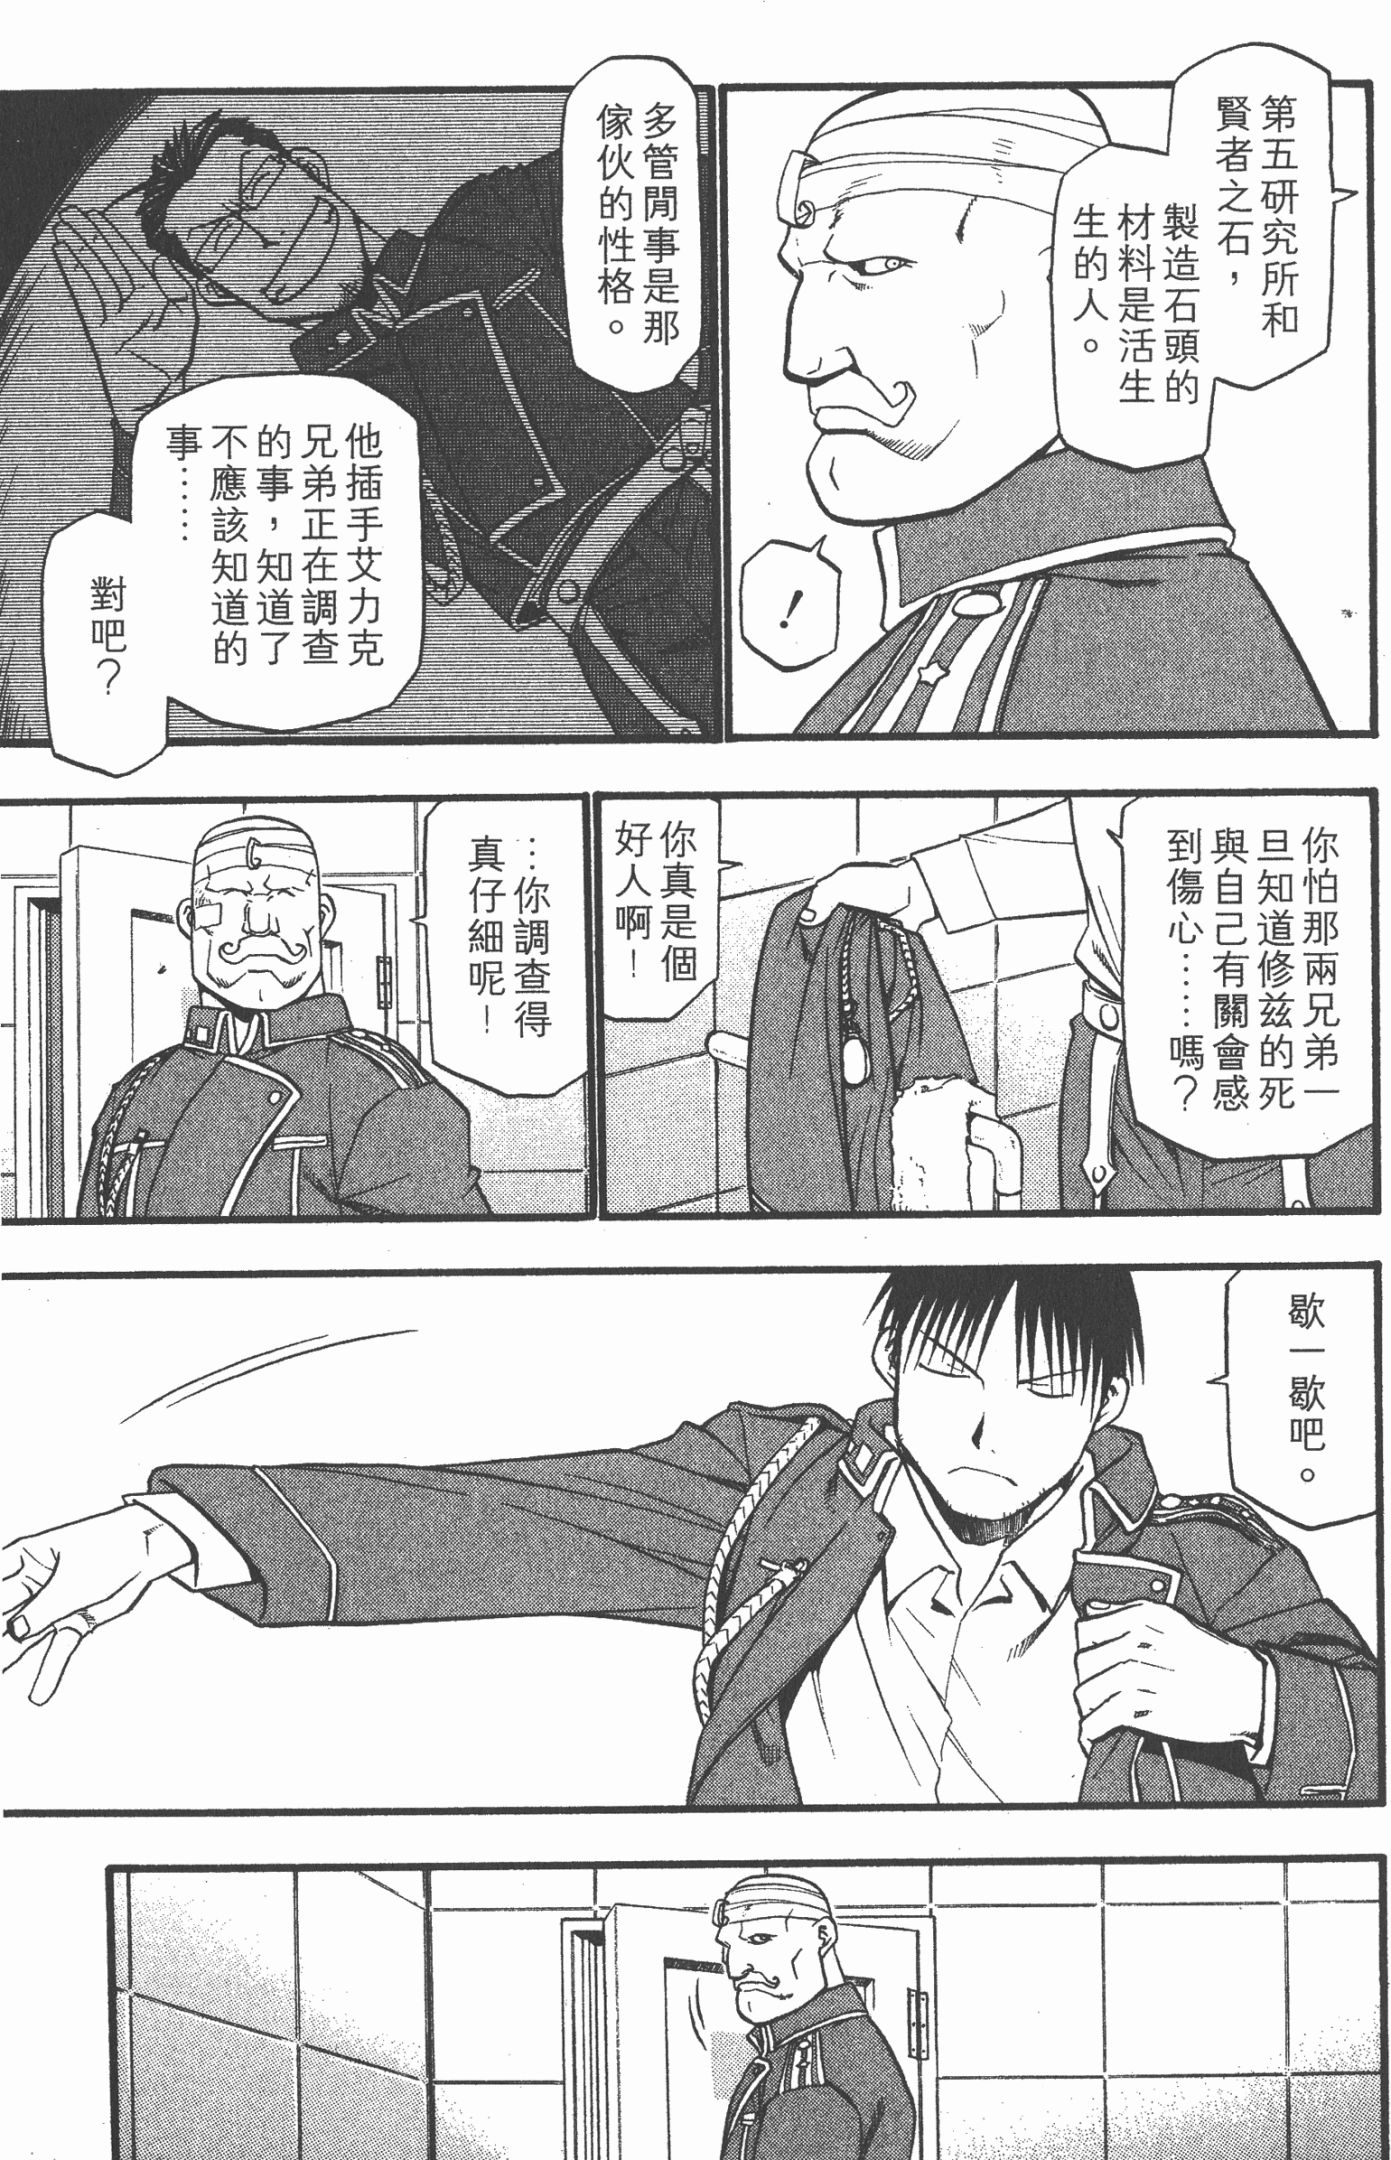 第五研究所和
賢者之石，
製造石頭的
材料是活生
生的人。
！
多管閒事是那
傢伙的性格。
他插手艾力克
兄弟正在調查
的事，知道了
不應該知道的
事……
對吧？
你怕那兩兄弟一
旦知道修茲的死
與自己有關會感
到傷心……嗎？
你真是個
好人啊！
…你調查得
真仔細呢！
歇一歇吧。